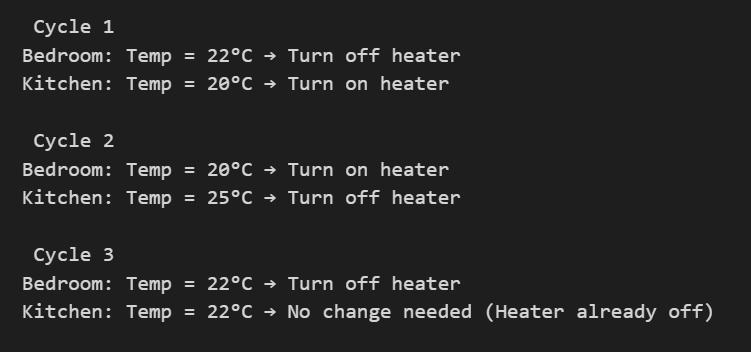 Cycle 1
Bedroom: Temp = 22°C → Turn off heater
Kitchen: Temp = 20°C → Turn on heater
Cycle 2
Bedroom: Temp = 20°C → Turn on heater
Kitchen: Temp = 25°C → Turn off heater
Cycle 3
Bedroom: Temp = 22°C → Turn off heater
Kitchen: Temp = 22°C → No change needed (Heater already off)